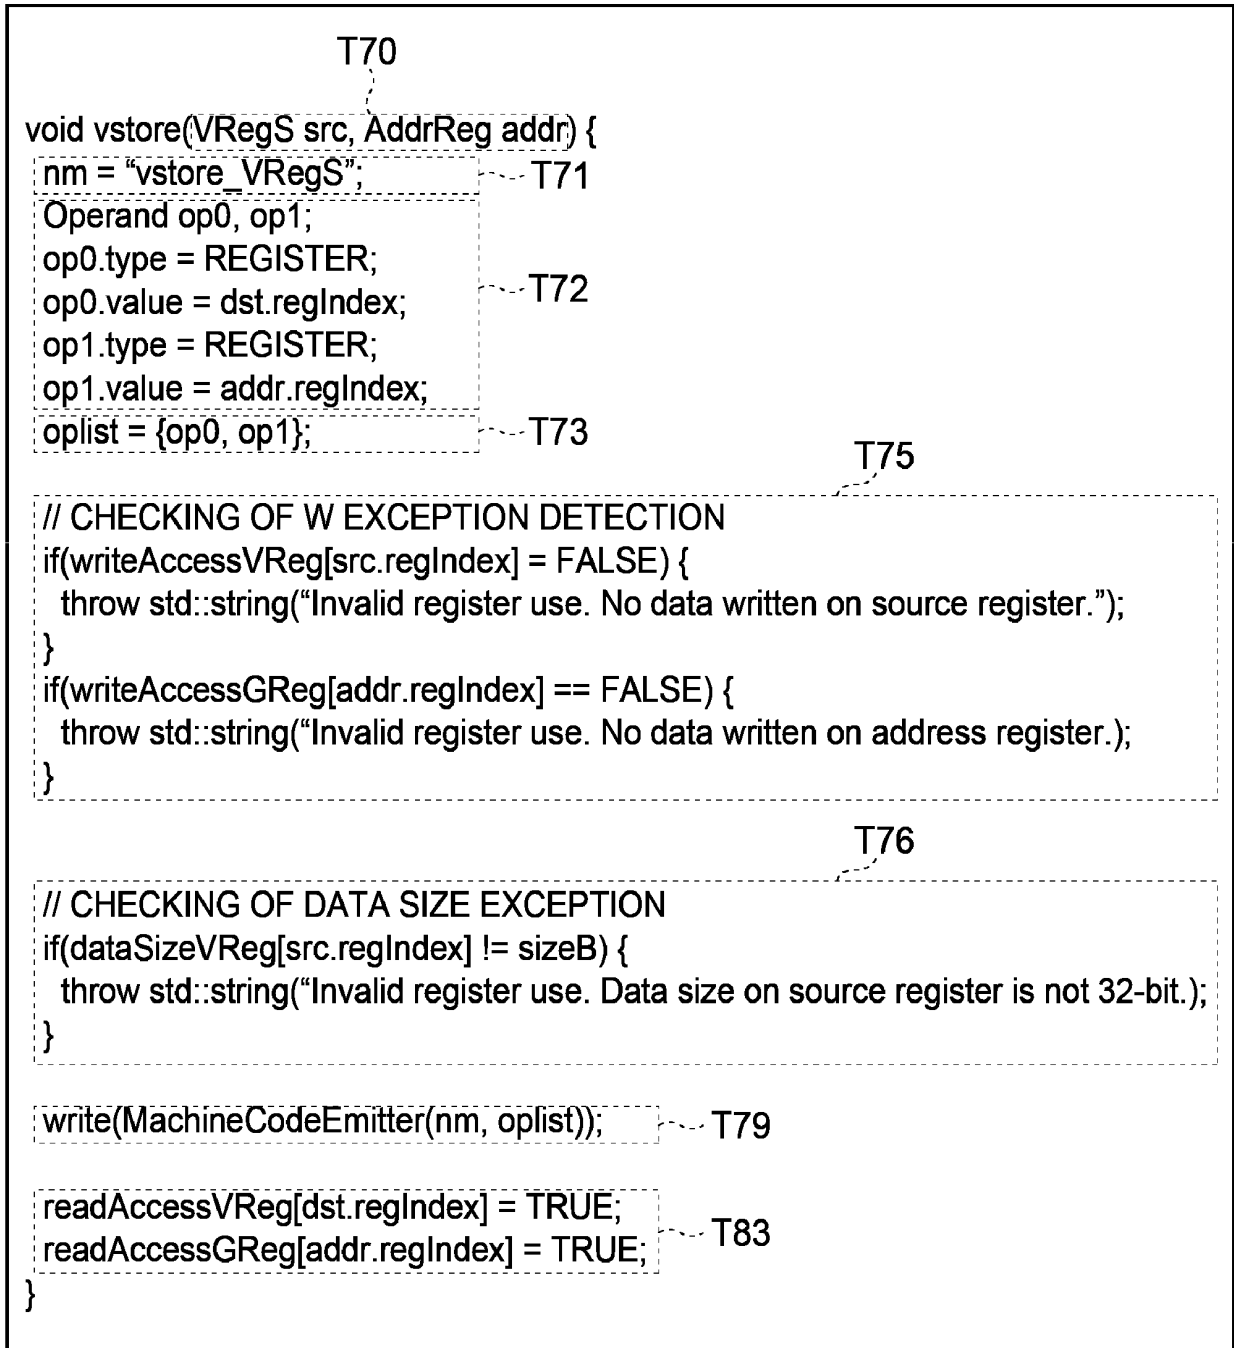 T70
void vstore(VRegS src, AddrReg addr) {
nm = “vstore_VRegS”; T71
Operand op0, op1;
op0.type = REGISTER;
op0.value = dst.regIndex; T72
op1.type = REGISTER;
op1.value = addr.regIndex;
oplist = {op0, op1}; T73
T75
// CHECKING OF W EXCEPTION DETECTION
if(writeAccessVReg[src.regIndex] = FALSE) {
throw std::string(“Invalid register use. No data written on source register.”);
}
if(writeAccessGReg[addr.regIndex] == FALSE) {
throw std::string(“Invalid register use. No data written on address register.);
}
T76
// CHECKING OF DATA SIZE EXCEPTION
if(dataSizeVReg[src.regIndex] != sizeB) {
throw std::string(“Invalid register use. Data size on source register is not 32-bit.);
}
write(MachineCodeEmitter(nm, oplist)); T79
readAccessVReg[dst.regIndex] = TRUE;
readAccessGReg[addr.regIndex] = TRUE; T83
}